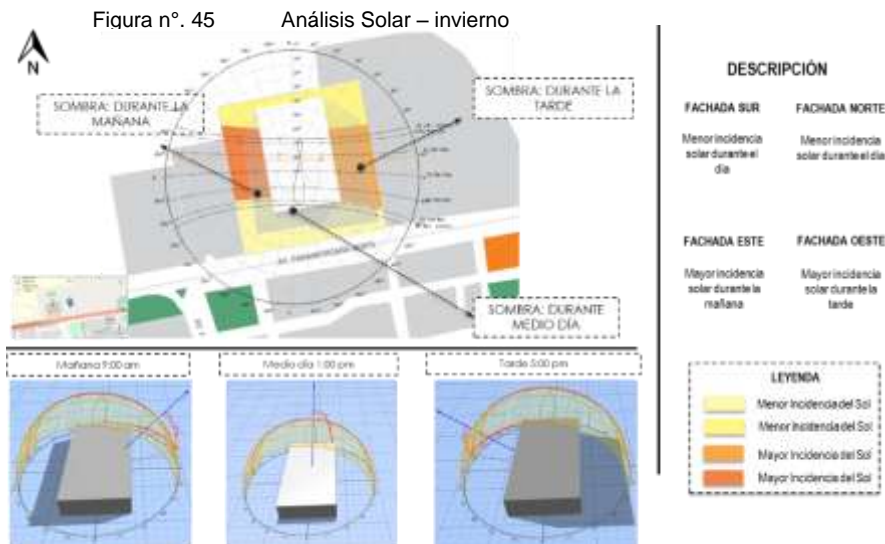 Figura n°. 45 Análisis Solar – invierno
N
SOMBRA: DURANTE LA
MAÑANA
SOMBRA: DURANTE LA
TARDE
SOMBRA: DURANTE
MEDIO DÍA
AV. PANAMERICANA NORTE
DESCRIPCIÓN
FACHADA SUR
Menor incidencia
solar durante el
día
FACHADA NORTE
Menor incidencia
solar durante el día
FACHADA ESTE
Mayor incidencia
solar durante la
mañana
FACHADA OESTE
Mayor incidencia
solar durante la
tarde
Mañana 9:00 am
Medio día 1:00 pm
Tarde 5:00 pm
LEYENDA
Menor Incidencia del Sol
Menor Incidencia del Sol
Mayor Incidencia del Sol
Mayor Incidencia del Sol